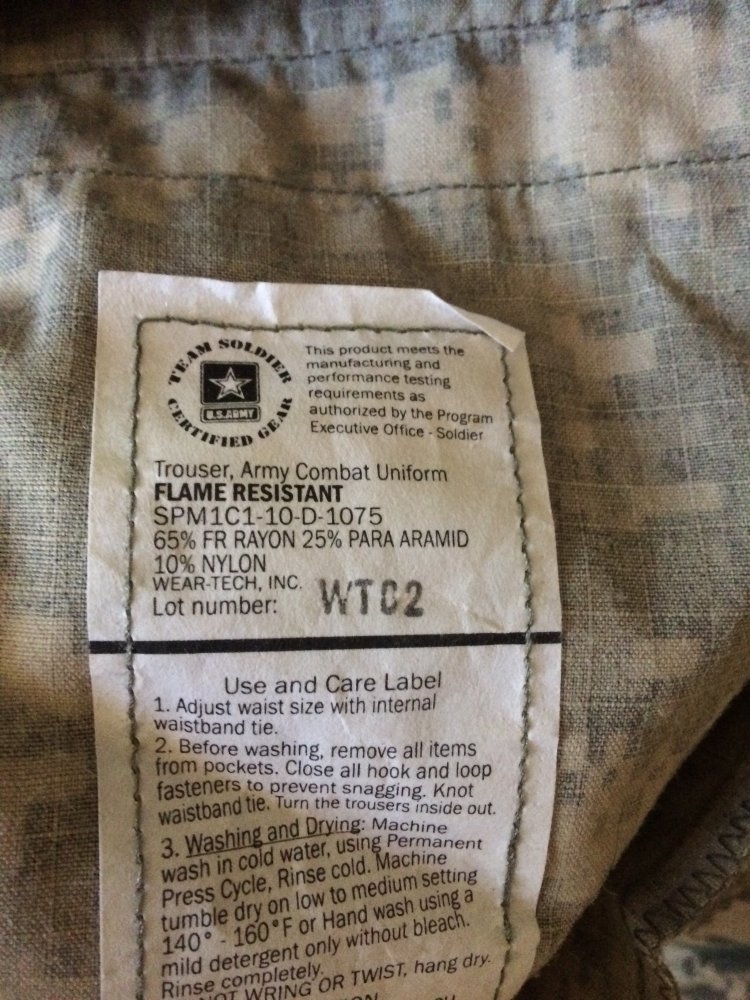 TEAM SOLDIER
U.S.ARMY
CERTIFIED GEAR
This product meets the
manufacturing and
performance testing
requirements as
authorized by the Program
Executive Office - Soldier
Trouser, Army Combat Uniform
FLAME RESISTANT
SPM1C1-10-D-1075
65% FR RAYON 25% PARA ARAMID
10% NYLON
WEAR-TECH, INC.
Lot number: WT02
Use and Care Label
1. Adjust waist size with internal
waistband tie.
2. Before washing, remove all items
from pockets. Close all hook and loop
fasteners to prevent snagging. Knot
waistband tie. Turn the trousers inside out.
3. Washing and Drying: Machine
wash in cold water, using Permanent
Press Cycle, Rinse cold. Machine
tumble dry on low to medium setting
140° - 160°F or Hand wash using a
mild detergent only without bleach.
Rinse completely.
NOT WRING OR TWIST, hang dry.